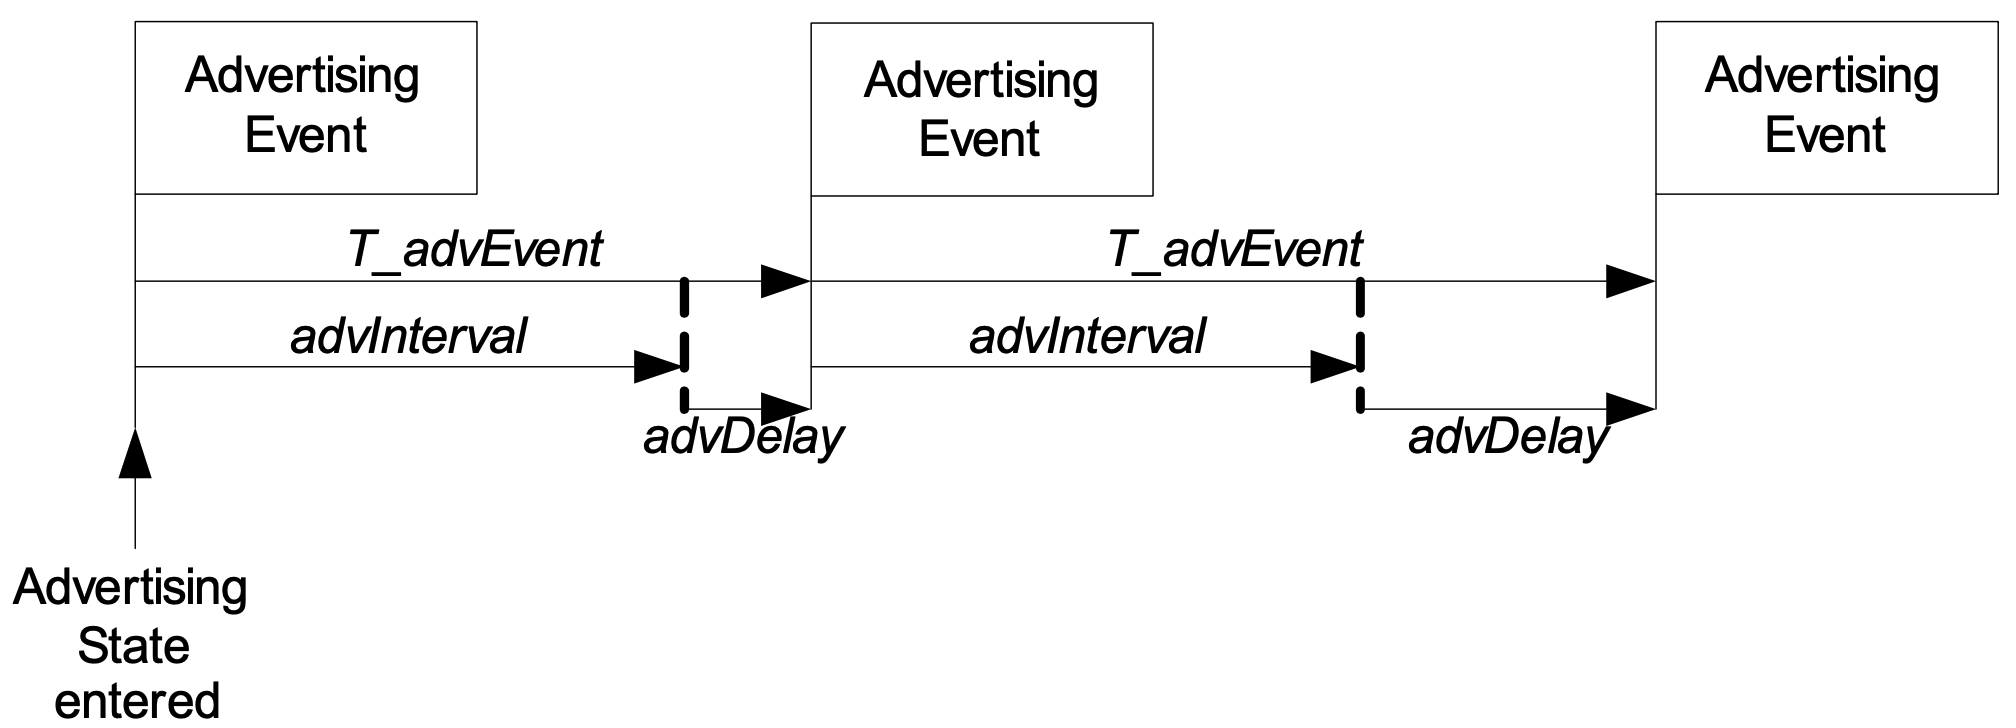 Advertising
Event
Advertising
Event
Advertising
Event
T_advEvent
T_advEvent
advInterval
advInterval
advDelay
advDelay
Advertising
State
entered